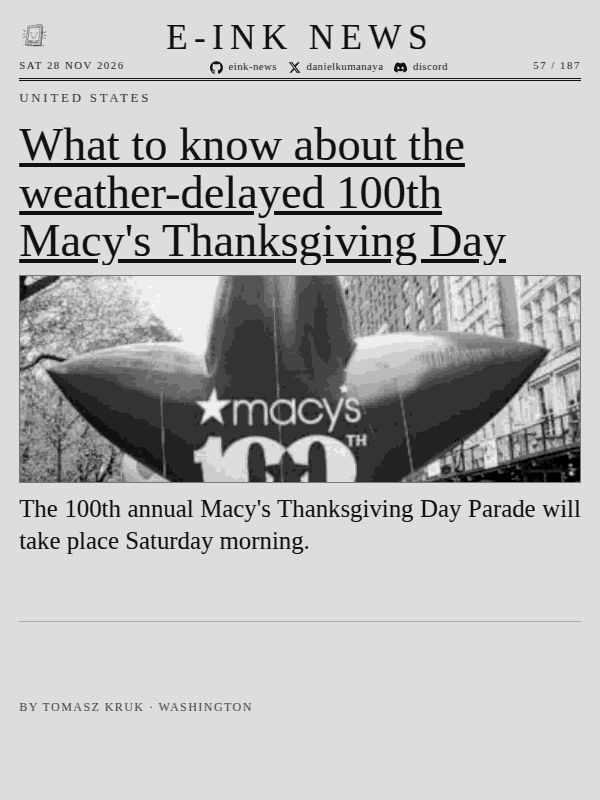 E-INK NEWS
SAT 28 NOV 2026
eink-news danielkumanaya discord
57 / 187
UNITED STATES
What to know about the
weather-delayed 100th
Macy's Thanksgiving Day
macy's
100TH
The 100th annual Macy's Thanksgiving Day Parade will
take place Saturday morning.
BY TOMASZ KRUK · WASHINGTON